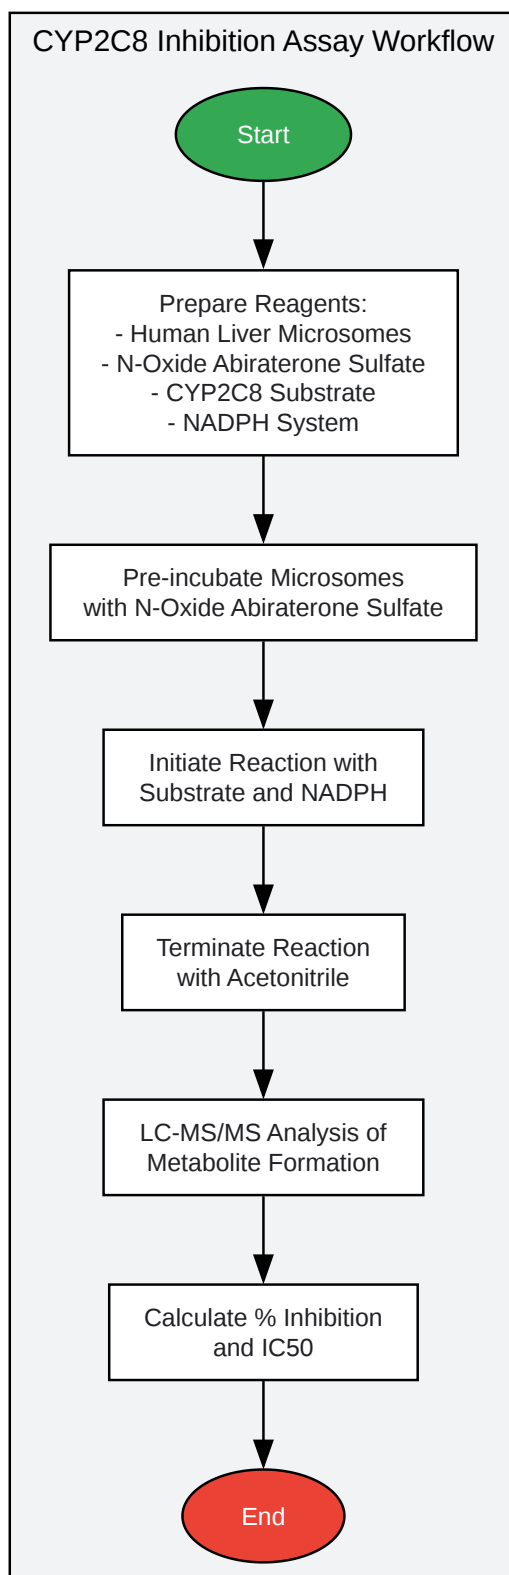 CYP2C8 Inhibition Assay Workflow
Start
Prepare Reagents:
- Human Liver Microsomes
- N-Oxide Abiraterone Sulfate
- CYP2C8 Substrate
- NADPH System
Pre-incubate Microsomes
with N-Oxide Abiraterone Sulfate
Initiate Reaction with
Substrate and NADPH
Terminate Reaction
with Acetonitrile
LC-MS/MS Analysis of
Metabolite Formation
Calculate % Inhibition
and IC50
End